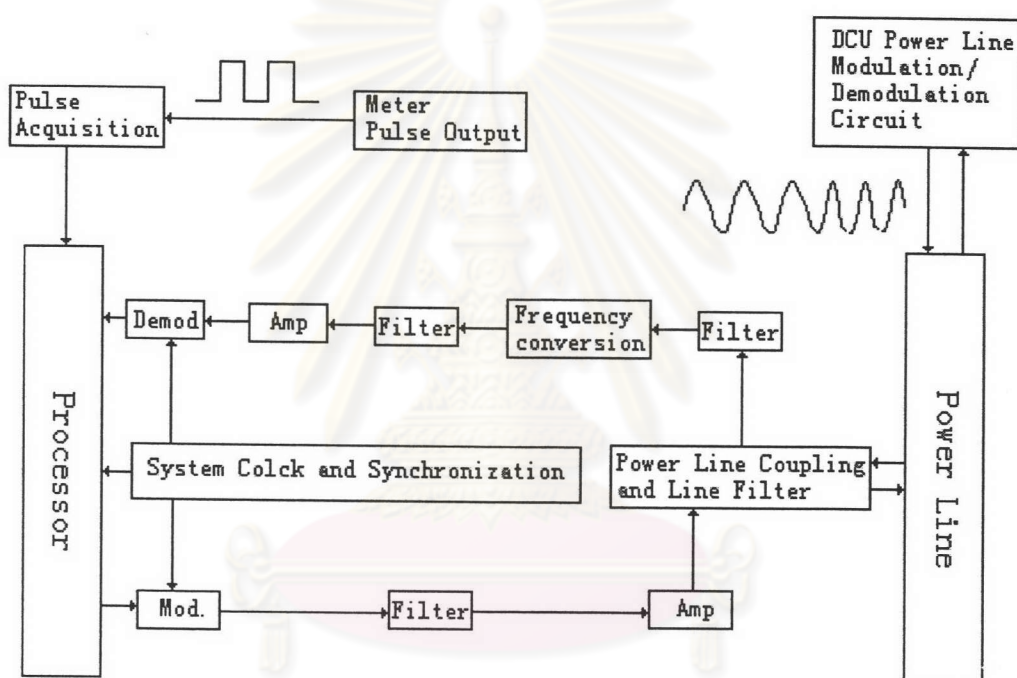 DCU Power Line
Modulation/
Demodulation
Circuit
Pulse
Acquisition
Meter
Pulse Output
Demod
Amp
Filter
Frequency
conversion
Filter
Processor
System Colck and Synchronization
Power Line Coupling
and Line Filter
Power Line
Mod.
Filter
Amp